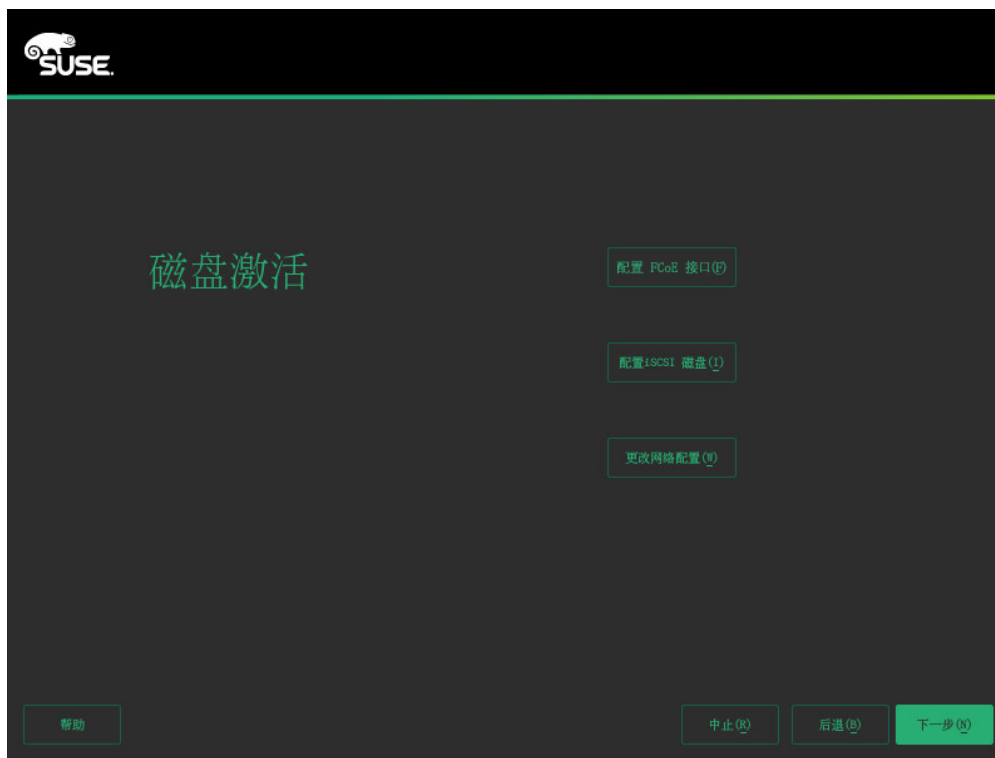 SUSE.
磁盘激活
配置 FCoE 接口(F)
配置iSCSI 磁盘(I)
更改网络配置(W)
帮助
中止(R)
后退(B)
下一步(N)